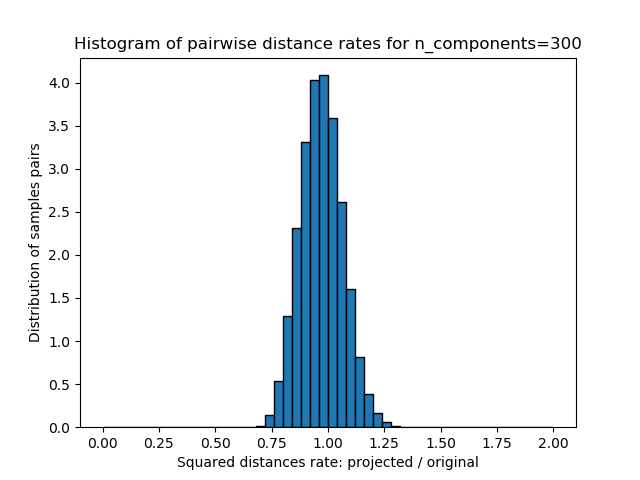 Histogram of pairwise distance rates for n_components=300
Distribution of samples pairs
4.0
3.5
3.0
2.5
2.0
1.5
1.0
0.5
0.0
0.00 0.25 0.50 0.75 1.00 1.25 1.50 1.75 2.00
Squared distances rate: projected / original